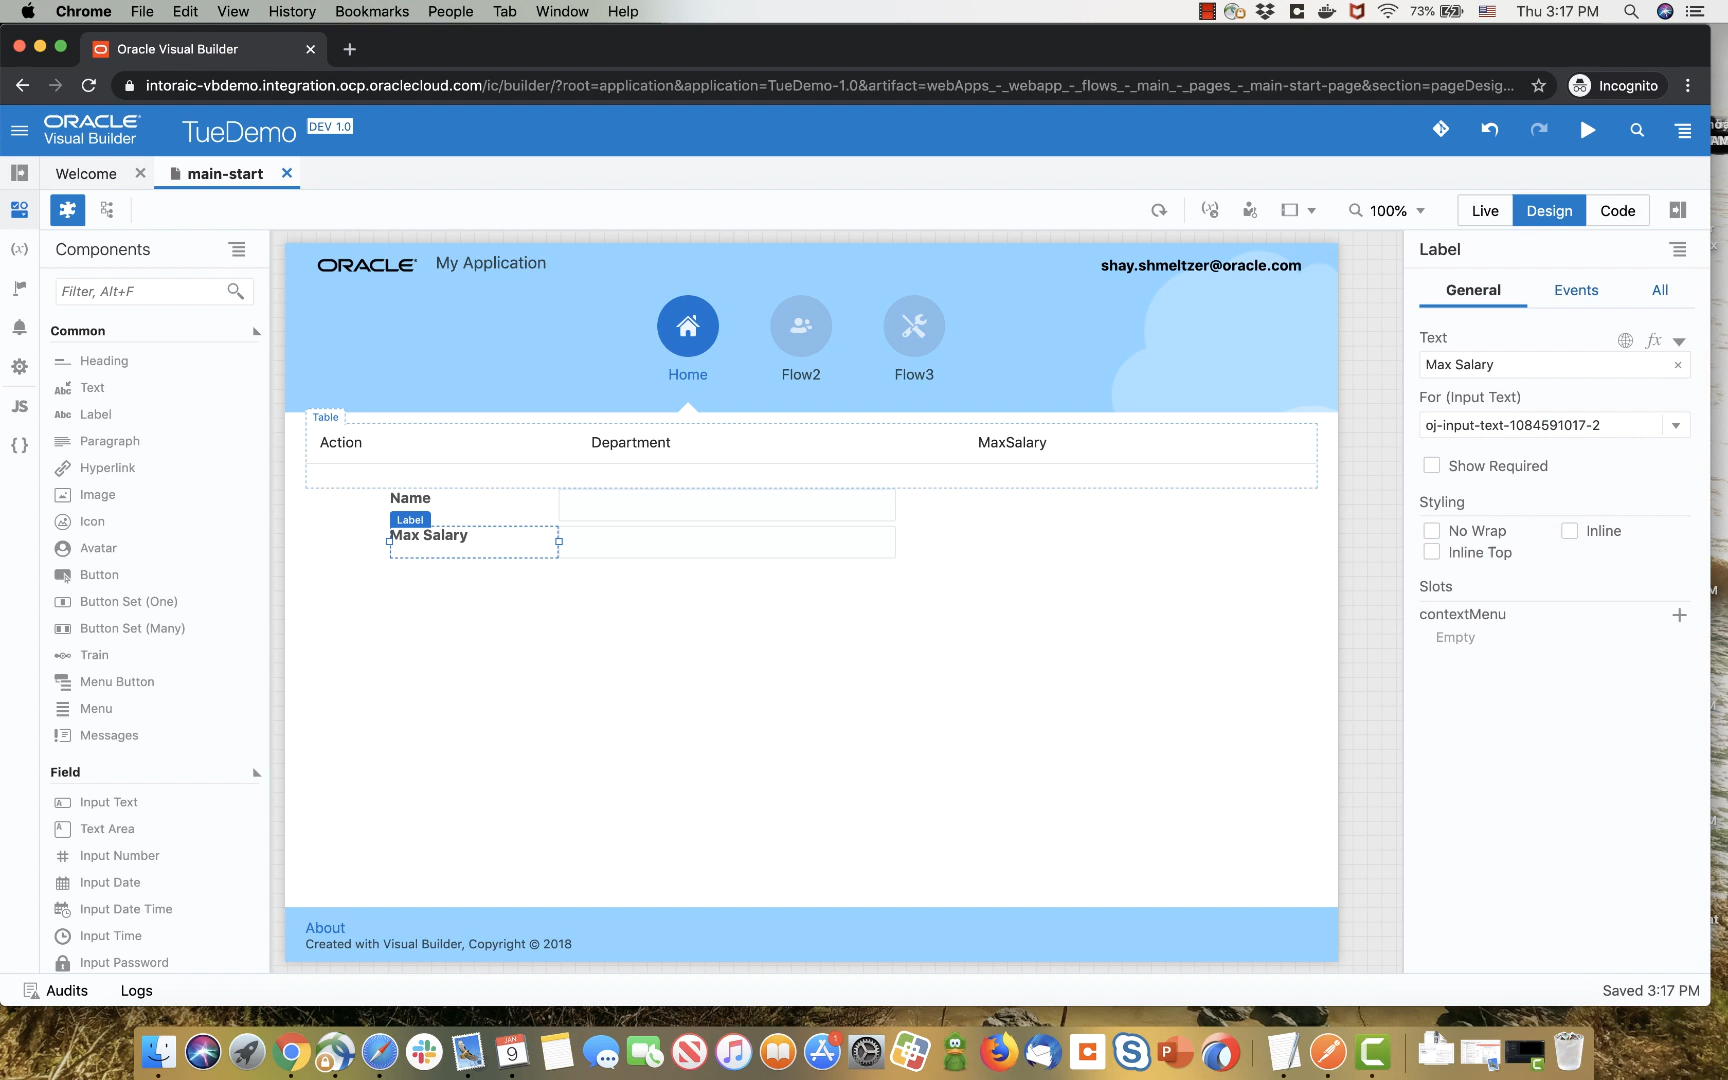 Chrome File Edit View History Bookmarks People Tab Window Help
73% Thu 3:17 PM
Oracle Visual Builder
intoraic-vbdemo.integration.ocp.oraclecloud.com/ic/builder/?root=application&application=TueDemo-1.0&artifact=webApps_-_webapp_-_flows_-_main_-_pages_-_main-start-page&section=pageDesig...
Incognito
ORACLE
Visual Builder
TueDemo
DEV 1.0
Welcome
main-start
100%
Live
Design
Code
Components
Filter, Alt+F
Common
Heading
Text
Label
Paragraph
Hyperlink
Image
Icon
Avatar
Button
Button Set (One)
Button Set (Many)
Train
Menu Button
Menu
Messages
Field
Input Text
Text Area
Input Number
Input Date
Input Date Time
Input Time
Input Password
JS
ORACLE
My Application
shay.shmeltzer@oracle.com
Home
Flow2
Flow3
Table
Action
Department
MaxSalary
Name
Label
Max Salary
About
Created with Visual Builder, Copyright © 2018
Label
General
Events
All
Text
fx
Max Salary
For (Input Text)
oj-input-text-1084591017-2
Show Required
Styling
No Wrap
Inline
Inline Top
Slots
contextMenu
Empty
Audits
Logs
Saved 3:17 PM
JAN
9
1